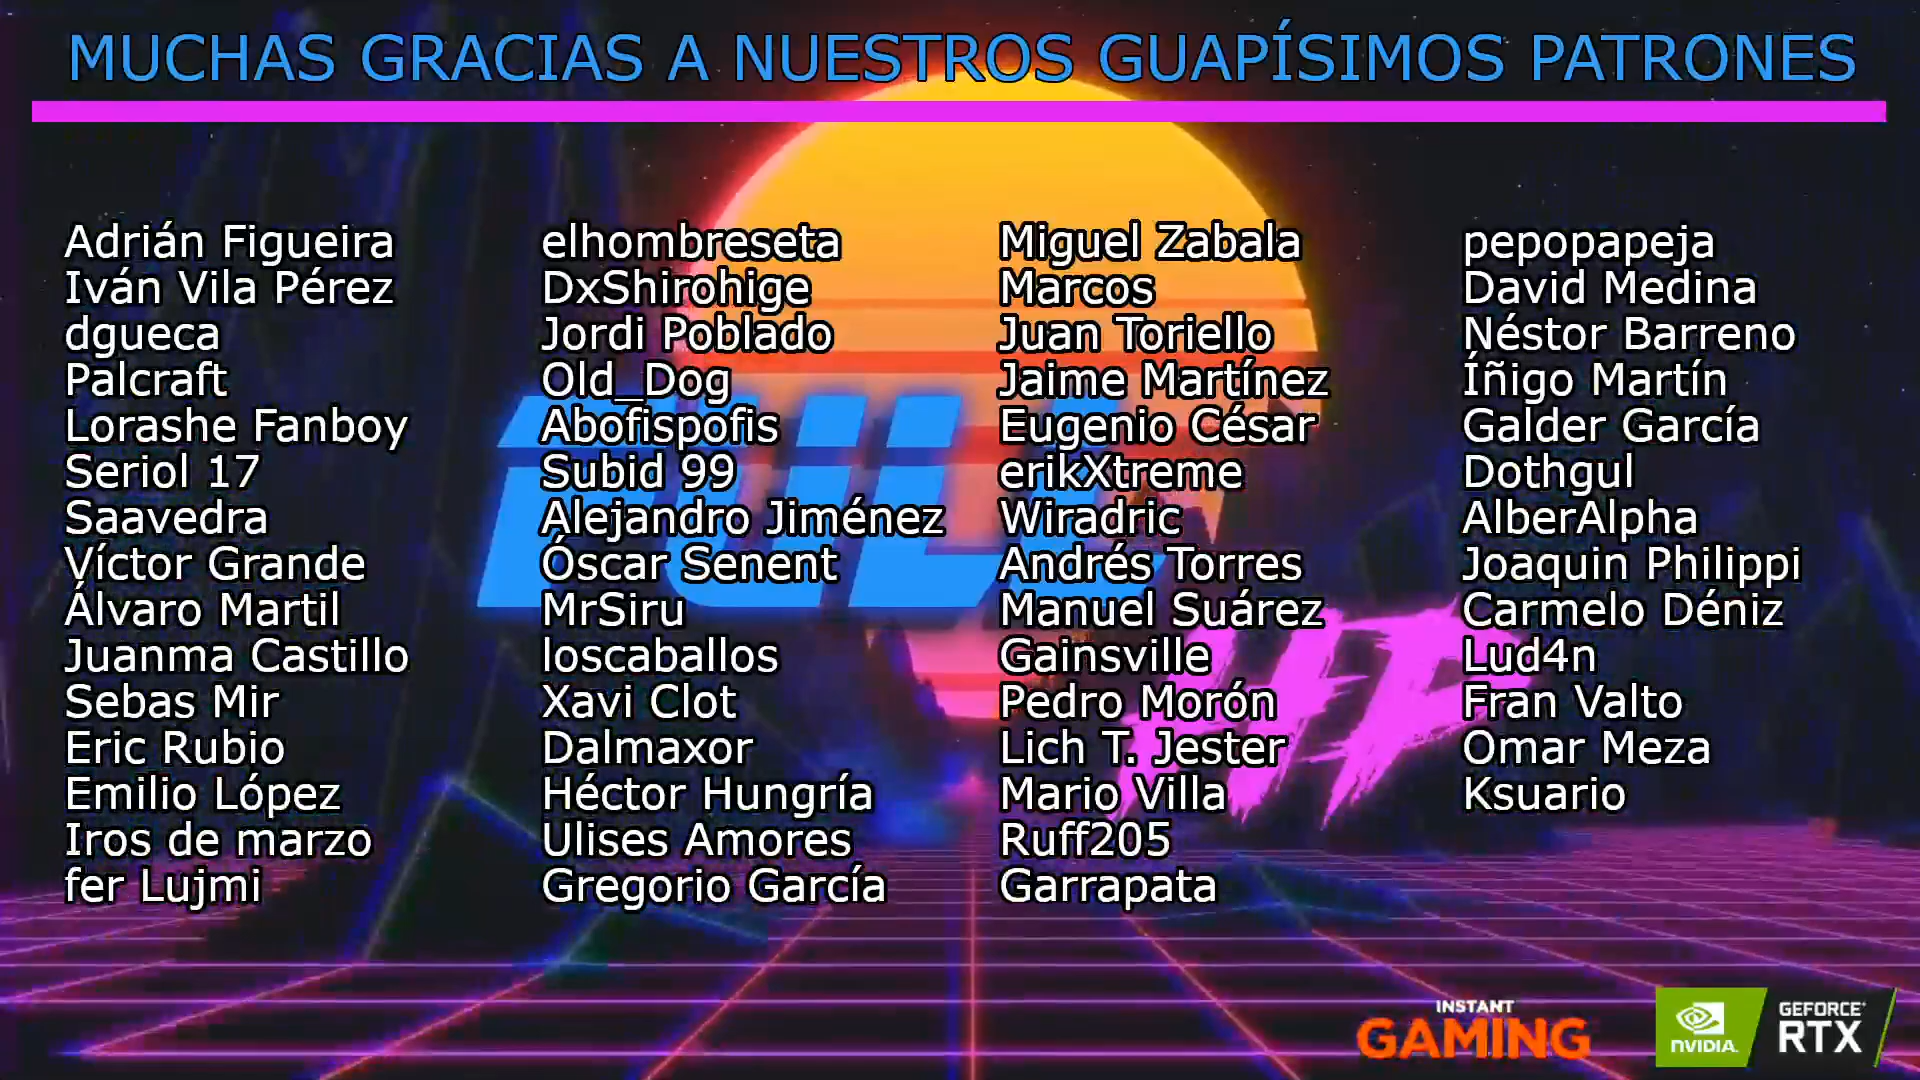 MUCHAS GRACIAS A NUESTROS GUAPÍSIMOS PATRONES
Adrián Figueira
Iván Vila Pérez
dgueca
Palcraft
Lorashe Fanboy
Seriol 17
Saavedra
Víctor Grande
Álvaro Martil
Juanma Castillo
Sebas Mir
Eric Rubio
Emilio López
Iros de marzo
fer Lujmi
elhombreseta
DxShirohige
Jordi Poblado
Old_Dog
Abofispofis
Subid 99
Alejandro Jiménez
Óscar Senent
MrSiru
loscaballos
Xavi Clot
Dalmaxor
Héctor Hungría
Ulises Amores
Gregorio García
Miguel Zabala
Marcos
Juan Toriello
Jaime Martínez
Eugenio César
erikXtreme
Wiradric
Andrés Torres
Manuel Suárez
Gainsville
Pedro Morón
Lich T. Jester
Mario Villa
Ruff205
Garrapata
pepopapeja
David Medina
Néstor Barreno
Íñigo Martín
Galder García
Dothgul
AlberAlpha
Joaquin Philippi
Carmelo Déniz
Lud4n
Fran Valto
Omar Meza
Ksuario
INSTANT
GAMING
NVIDIA.
GEFORCE
RTX